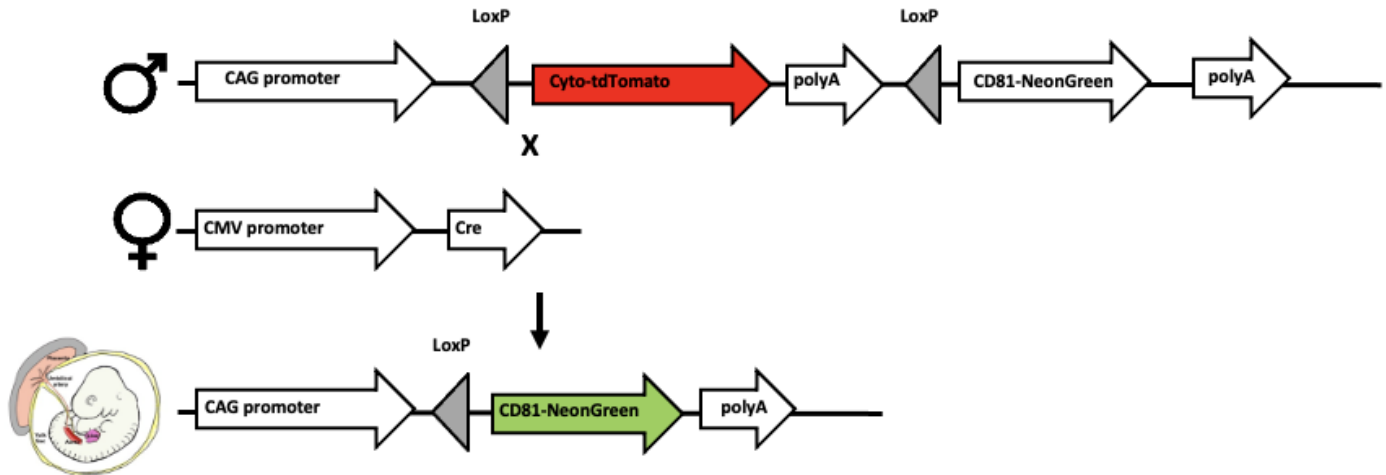 LoxP LoxP
CAG promoter Cyto-tdTomato polyA CD81-NeonGreen polyA
X
CMV promoter Cre
LoxP
Placenta
CAG promoter CD81-NeonGreen polyA